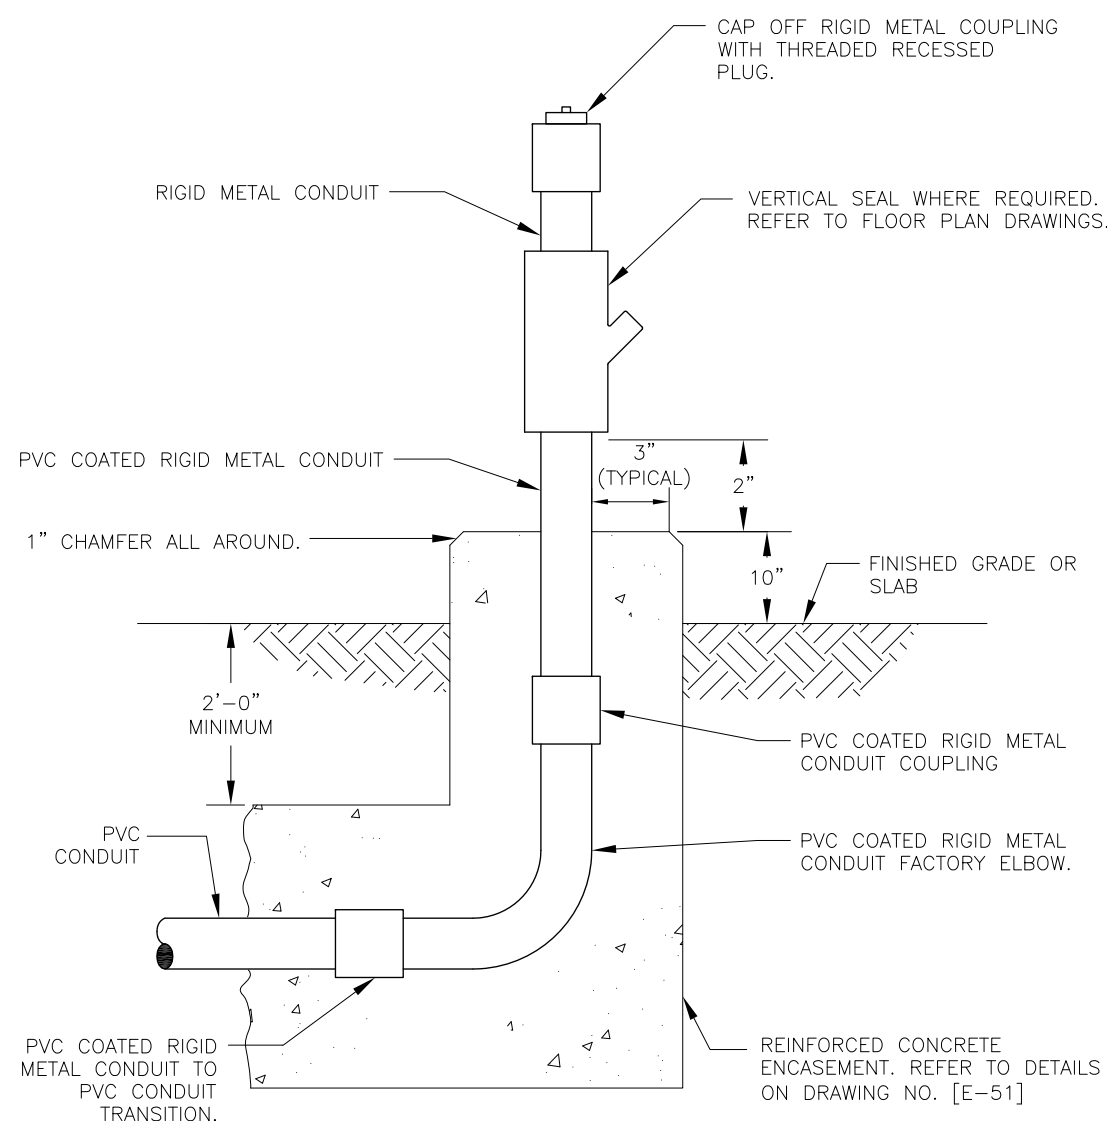 CAP OFF RIGID METAL COUPLING
WITH THREADED RECESSED
PLUG.
RIGID METAL CONDUIT
VERTICAL SEAL WHERE REQUIRED.
REFER TO FLOOR PLAN DRAWINGS.
3"
(TYPICAL)
2"
PVC COATED RIGID METAL CONDUIT
1" CHAMFER ALL AROUND.
10"
FINISHED GRADE OR
SLAB
2'-0"
MINIMUM
PVC COATED RIGID METAL
CONDUIT COUPLING
PVC
CONDUIT
PVC COATED RIGID METAL
CONDUIT FACTORY ELBOW.
PVC COATED RIGID
METAL CONDUIT TO
PVC CONDUIT
TRANSITION.
REINFORCED CONCRETE
ENCASEMENT. REFER TO DETAILS
ON DRAWING NO. [E-51]